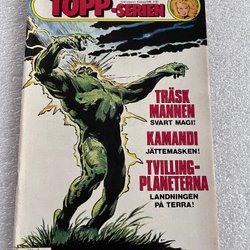 TOPP
-SERIEN
TRÄSK
MANNEN
SVART MAGI!
KAMANDI
JÄTTEMASKEN!
TVILLING-
PLANETERNA
LANDNINGEN
PÅ TERRA!